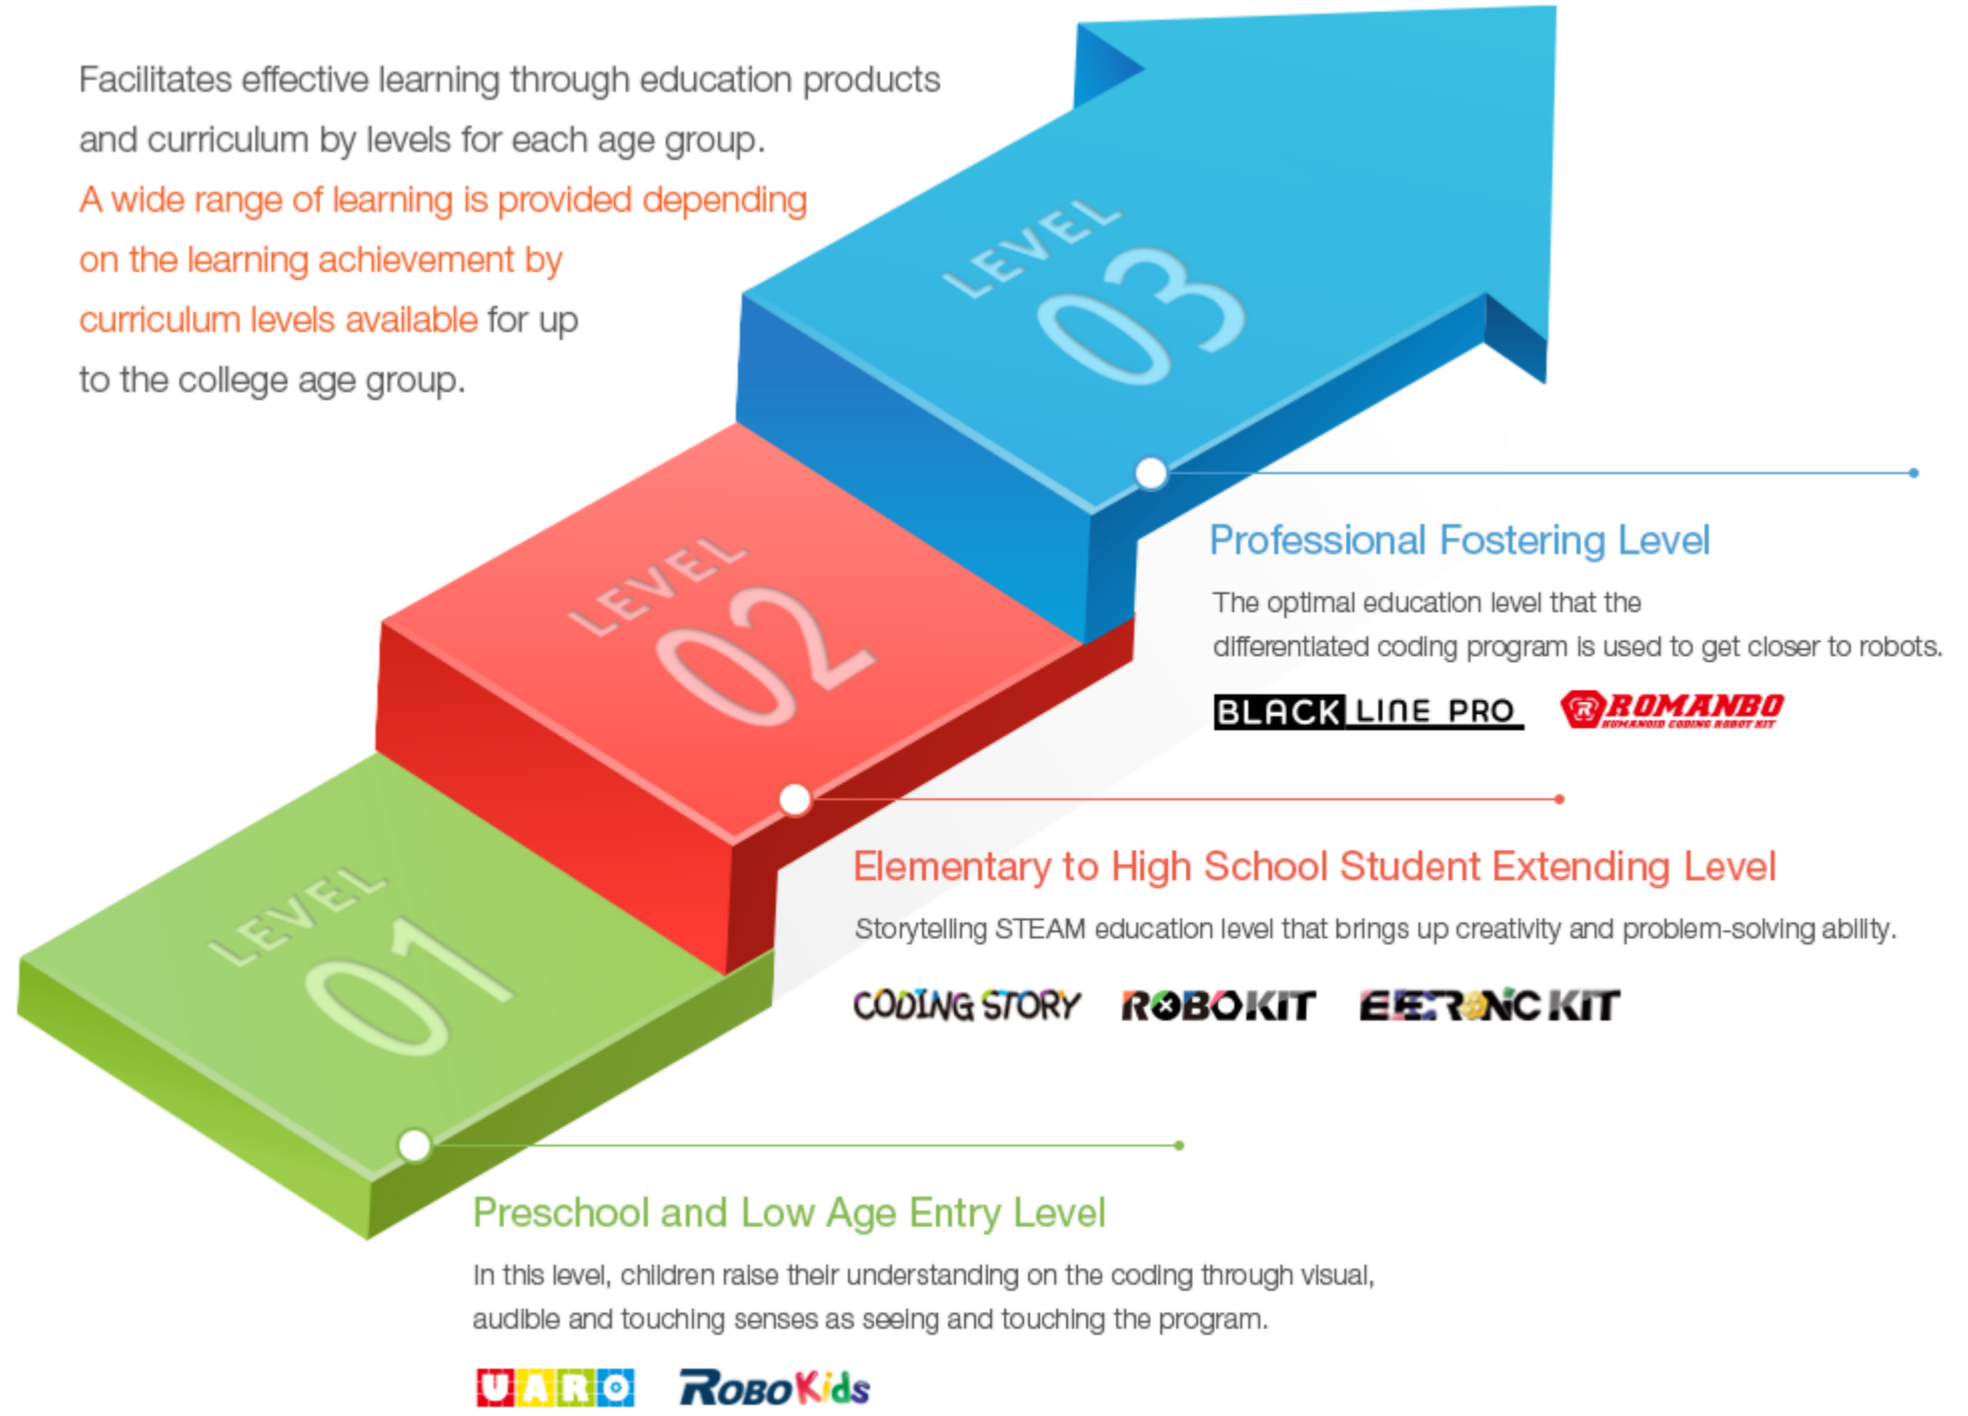 Facilitates effective learning through education products
and curriculum by levels for each age group.
A wide range of learning is provided depending
on the learning achievement by
curriculum levels available for up
to the college age group.
LEVEL
03
Professional Fostering Level
The optimal education level that the
differentiated coding program is used to get closer to robots.
BLACK LINE PRO
ROMANBO
HUMANOID CODING ROBOT KIT
LEVEL
02
Elementary to High School Student Extending Level
Storytelling STEAM education level that brings up creativity and problem-solving ability.
CODING STORY
ROBOKIT
KIT
LEVEL
01
Preschool and Low Age Entry Level
In this level, children raise their understanding on the coding through visual,
audible and touching senses as seeing and touching the program.
UARO
ROBOKids